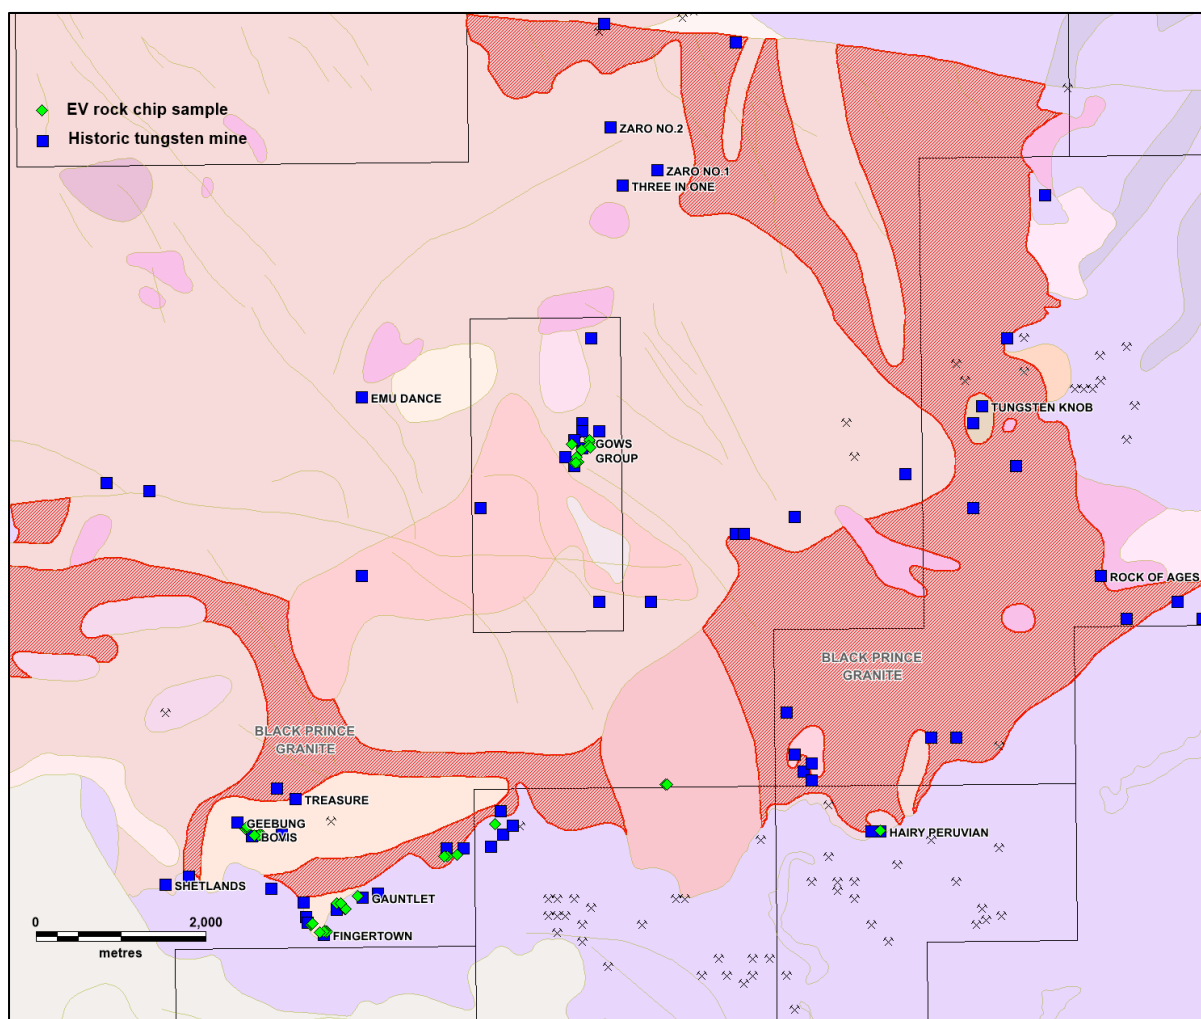 EV rock chip sample
Historic tungsten mine
ZARO NO.2
ZARO NO.1
THREE IN ONE
EMU DANCE
TUNGSTEN KNOB
GOWS
GROUP
ROCK OF AGES
BLACK PRINCE
GRANITE
BLACK PRINCE
GRANITE
TREASURE
GEEBUNG
BOVIS
HAIRY PERUVIAN
SHETLANDS
GAUNTLET
FINGERTOWN
0 2,000
metres